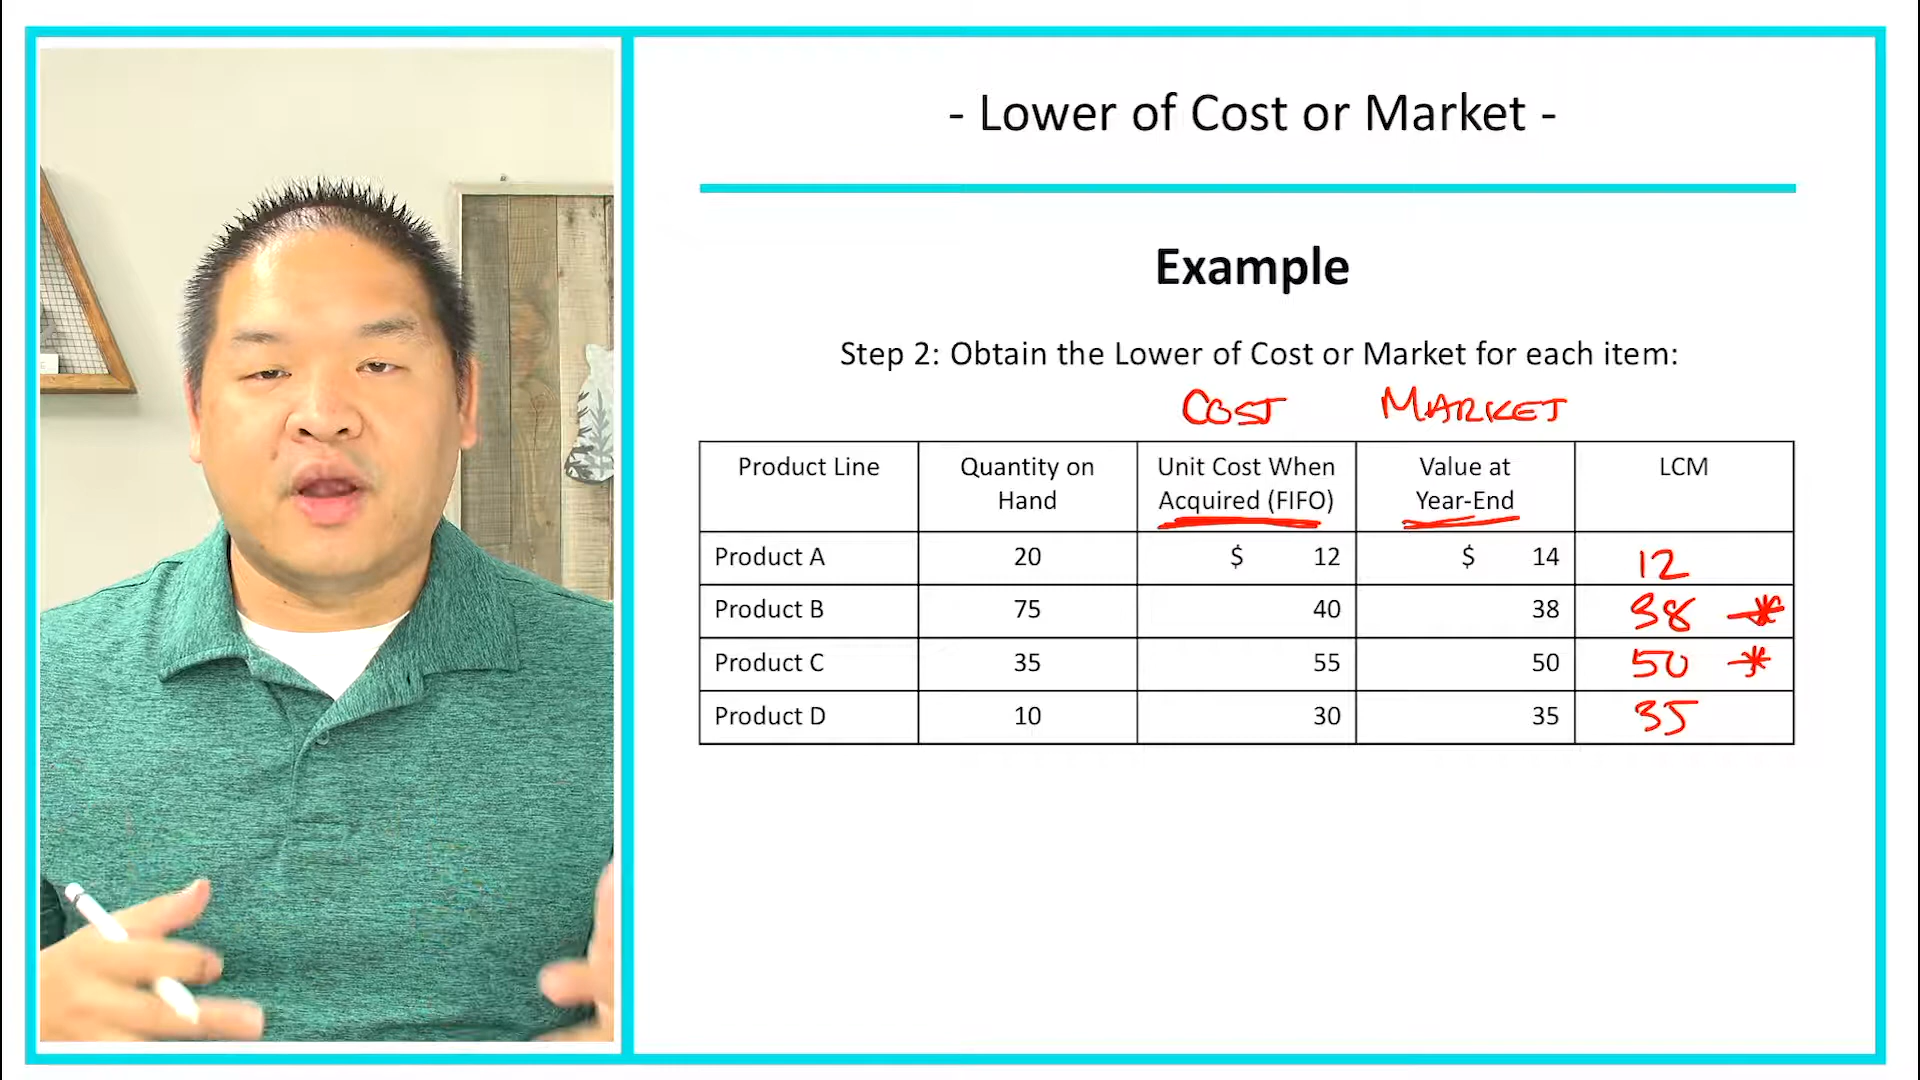 - Lower of Cost or Market -
Example
Step 2: Obtain the Lower of Cost or Market for each item:
COST MARKET
Product Line Quantity on Hand Unit Cost When Acquired (FIFO) Value at Year-End LCM
Product A 20 $ 12 $ 14 12
Product B 75 40 38 38 *
Product C 35 55 50 50 *
Product D 10 30 35 35